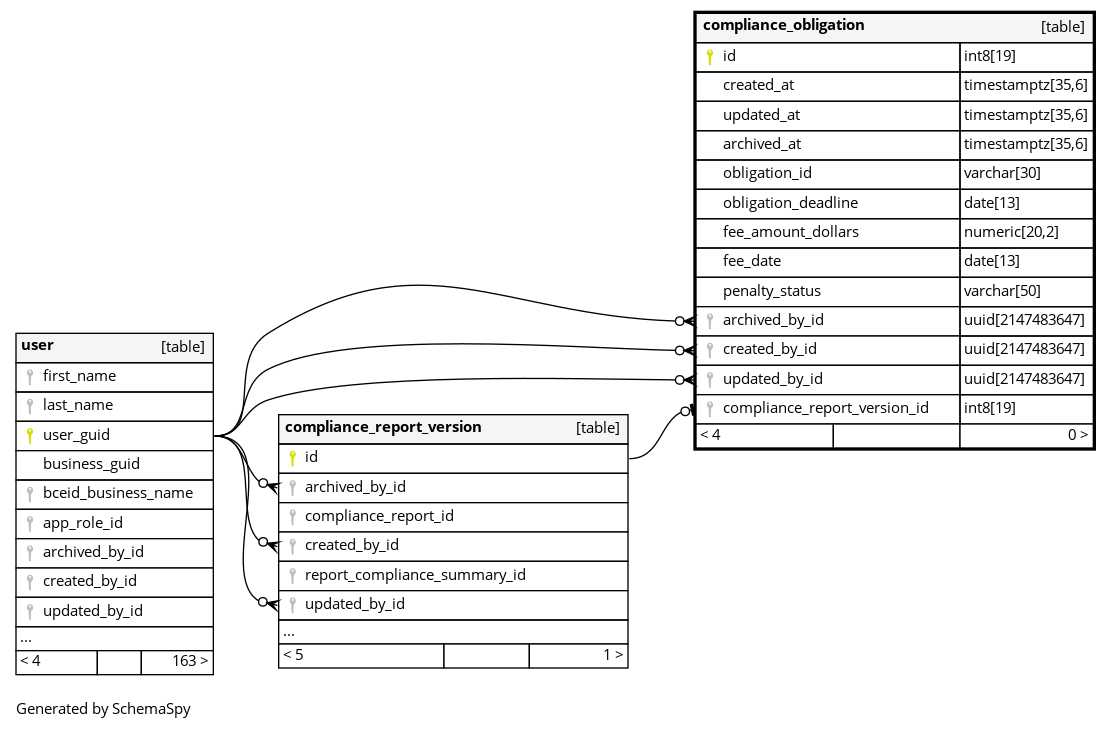 compliance_obligation [table]
id int8[19]
created_at timestamptz[35,6]
updated_at timestamptz[35,6]
archived_at timestamptz[35,6]
obligation_id varchar[30]
obligation_deadline date[13]
fee_amount_dollars numeric[20,2]
fee_date date[13]
penalty_status varchar[50]
archived_by_id uuid[2147483647]
created_by_id uuid[2147483647]
updated_by_id uuid[2147483647]
compliance_report_version_id int8[19]
< 4 0 >
user [table]
first_name
last_name
user_guid
business_guid
bceid_business_name
app_role_id
archived_by_id
created_by_id
updated_by_id
...
< 4 163 >
compliance_report_version [table]
id
archived_by_id
compliance_report_id
created_by_id
report_compliance_summary_id
updated_by_id
...
< 5 1 >
Generated by SchemaSpy